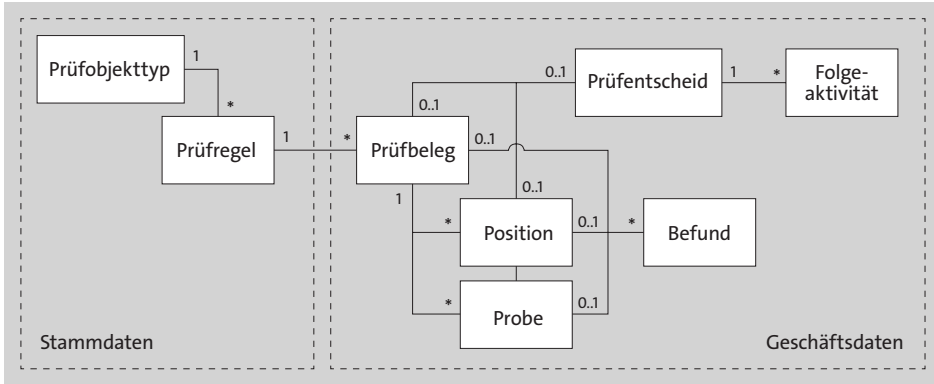 Prüfobjekttyp
1
*
Prüfregel
1
*
Prüfbeleg
0..1
0..1
1
0..1
Prüfentscheid
1
*
Folge-
aktivität
0..1
*
Position
0..1
*
Befund
*
Probe
0..1
Stammdaten
Geschäftsdaten